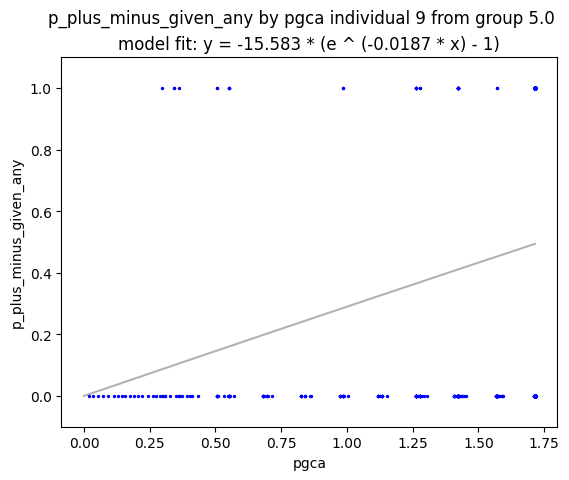 p_plus_minus_given_any by pgca individual 9 from group 5.0
model fit: y = -15.583 * (e ^ (-0.0187 * x) - 1)
1.0
0.8
0.6
0.4
0.2
0.0
p_plus_minus_given_any
0.00 0.25 0.50 0.75 1.00 1.25 1.50 1.75
pgca